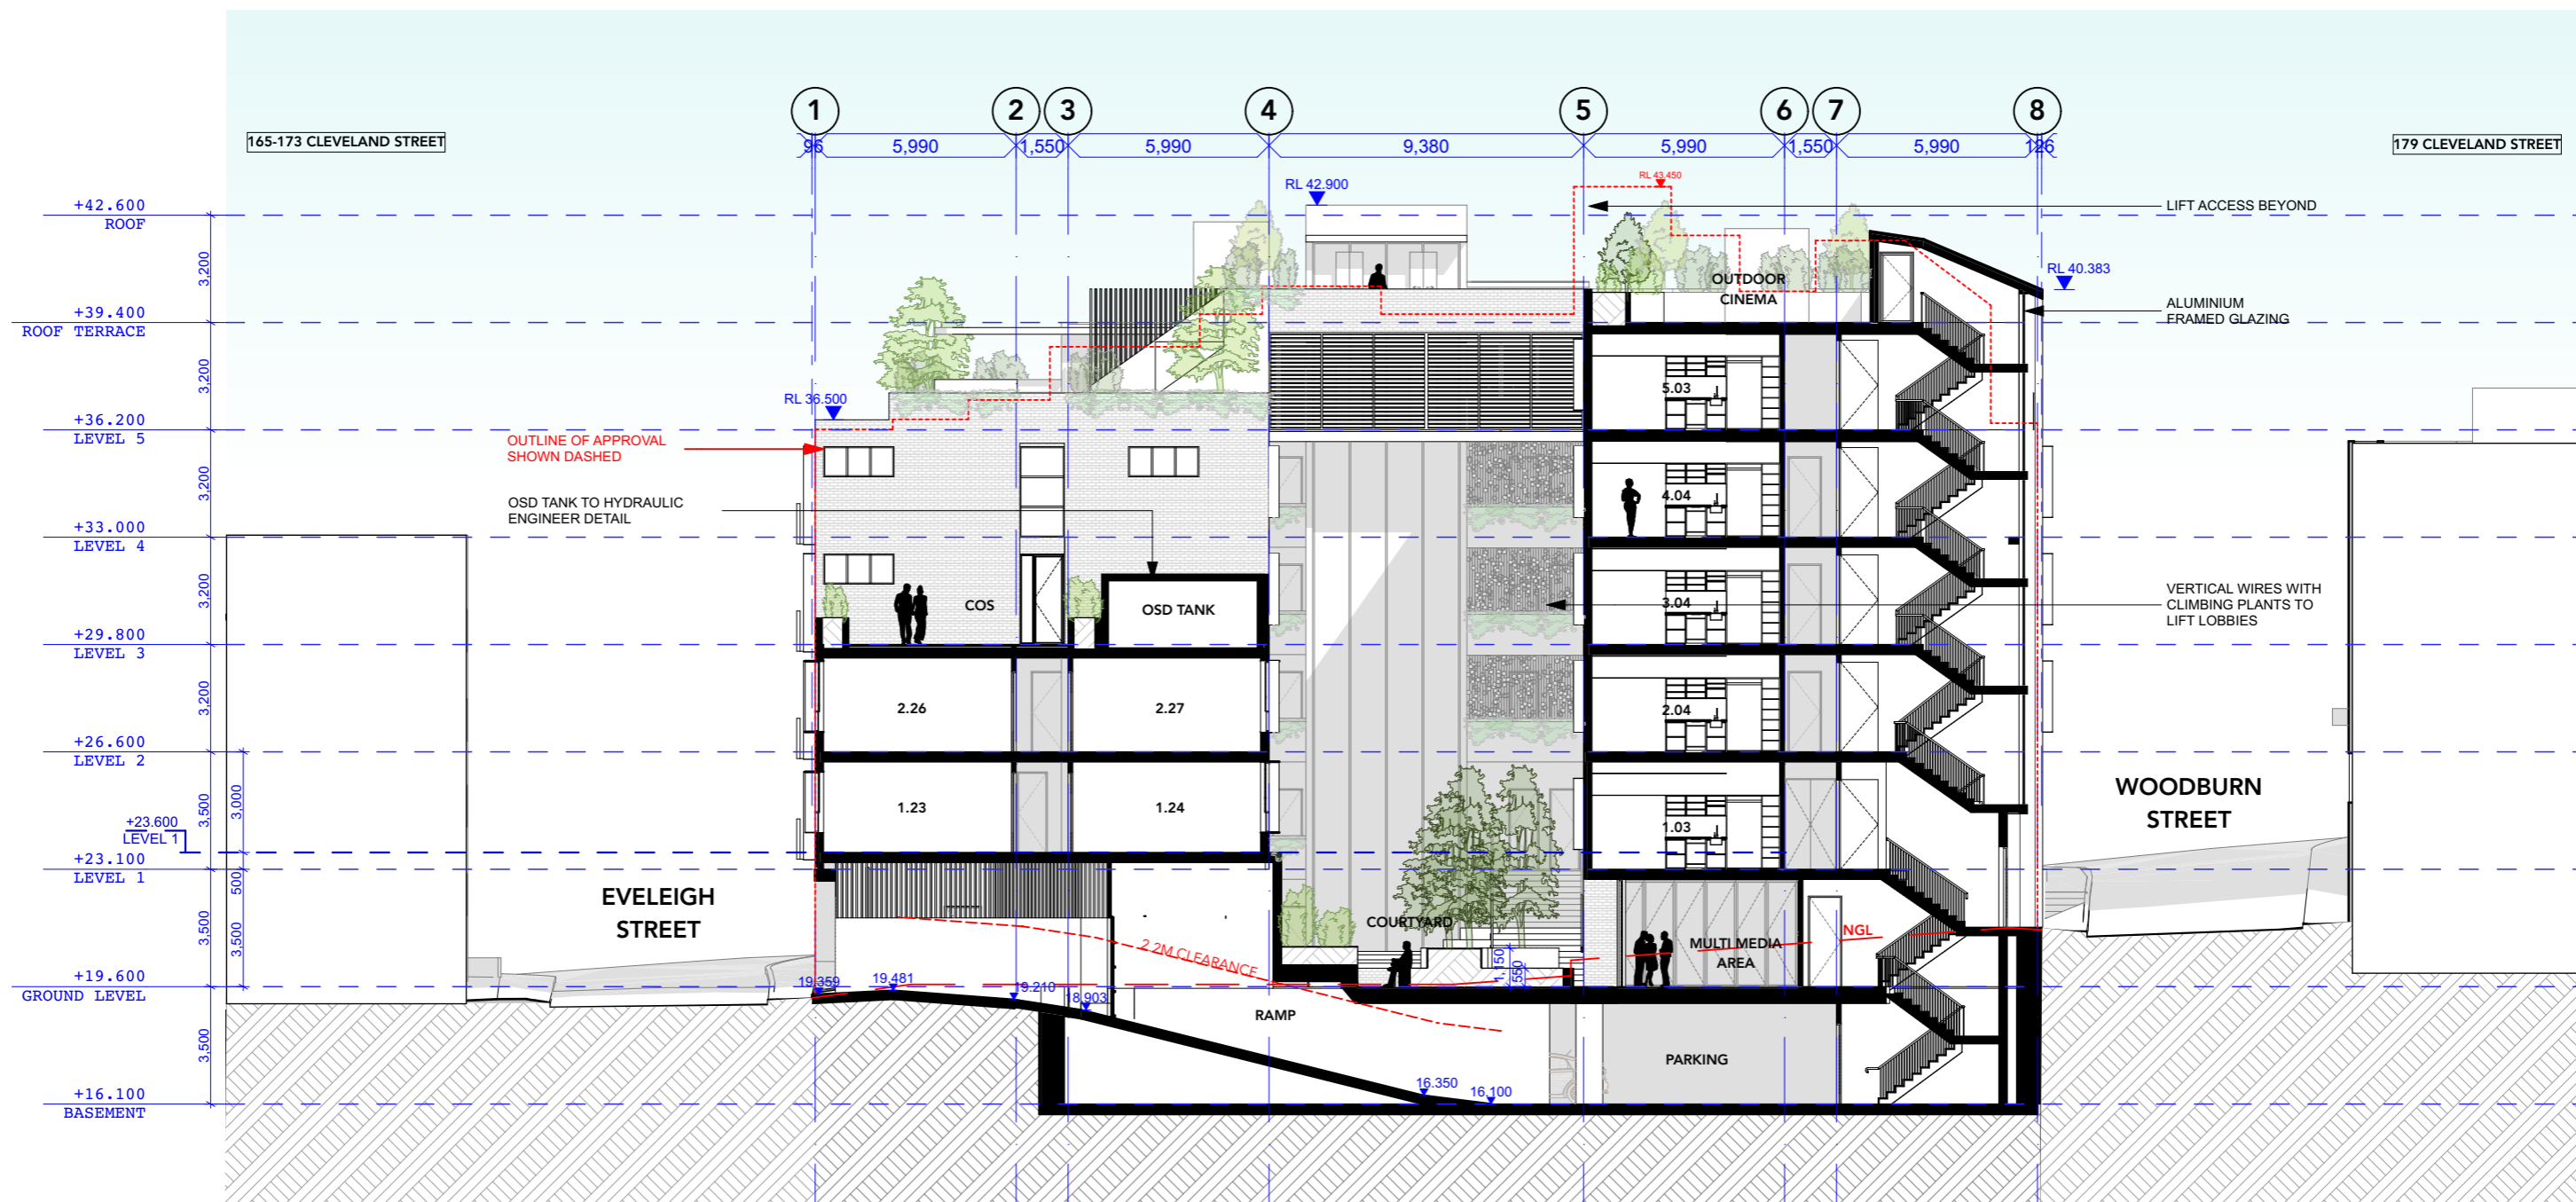 1 2 3 4 5 6 7 8
165-173 CLEVELAND STREET
179 CLEVELAND STREET
96 5,990 1,550 5,990 9,380 5,990 1,550 5,990 126
RL 43.450
RL 42.900
+42.600
ROOF
LIFT ACCESS BEYOND
3,200
RL 40.383
OUTDOOR
CINEMA
ALUMINIUM
FRAMED GLAZING
+39.400
ROOF TERRACE
3,200
5.03
RL 36.500
+36.200
LEVEL 5
OUTLINE OF APPROVAL
SHOWN DASHED
3,200
4.04
OSD TANK TO HYDRAULIC
ENGINEER DETAIL
+33.000
LEVEL 4
3,200
VERTICAL WIRES WITH
CLIMBING PLANTS TO
LIFT LOBBIES
COS
OSD TANK
3.04
+29.800
LEVEL 3
3,200
2.26
2.27
2.04
+26.600
LEVEL 2
WOODBURN
STREET
3,500
3,000
1.23
1.24
1.03
+23.600
LEVEL 1
+23.100
LEVEL 1
500
EVELEIGH
STREET
COURTYARD
3,500
3,500
2.2M CLEARANCE
MULTI MEDIA
AREA
NGL
1,150
550
+19.600
GROUND LEVEL
19.359
19.481
19.210
18.903
RAMP
3,500
PARKING
16.350
16.100
+16.100
BASEMENT